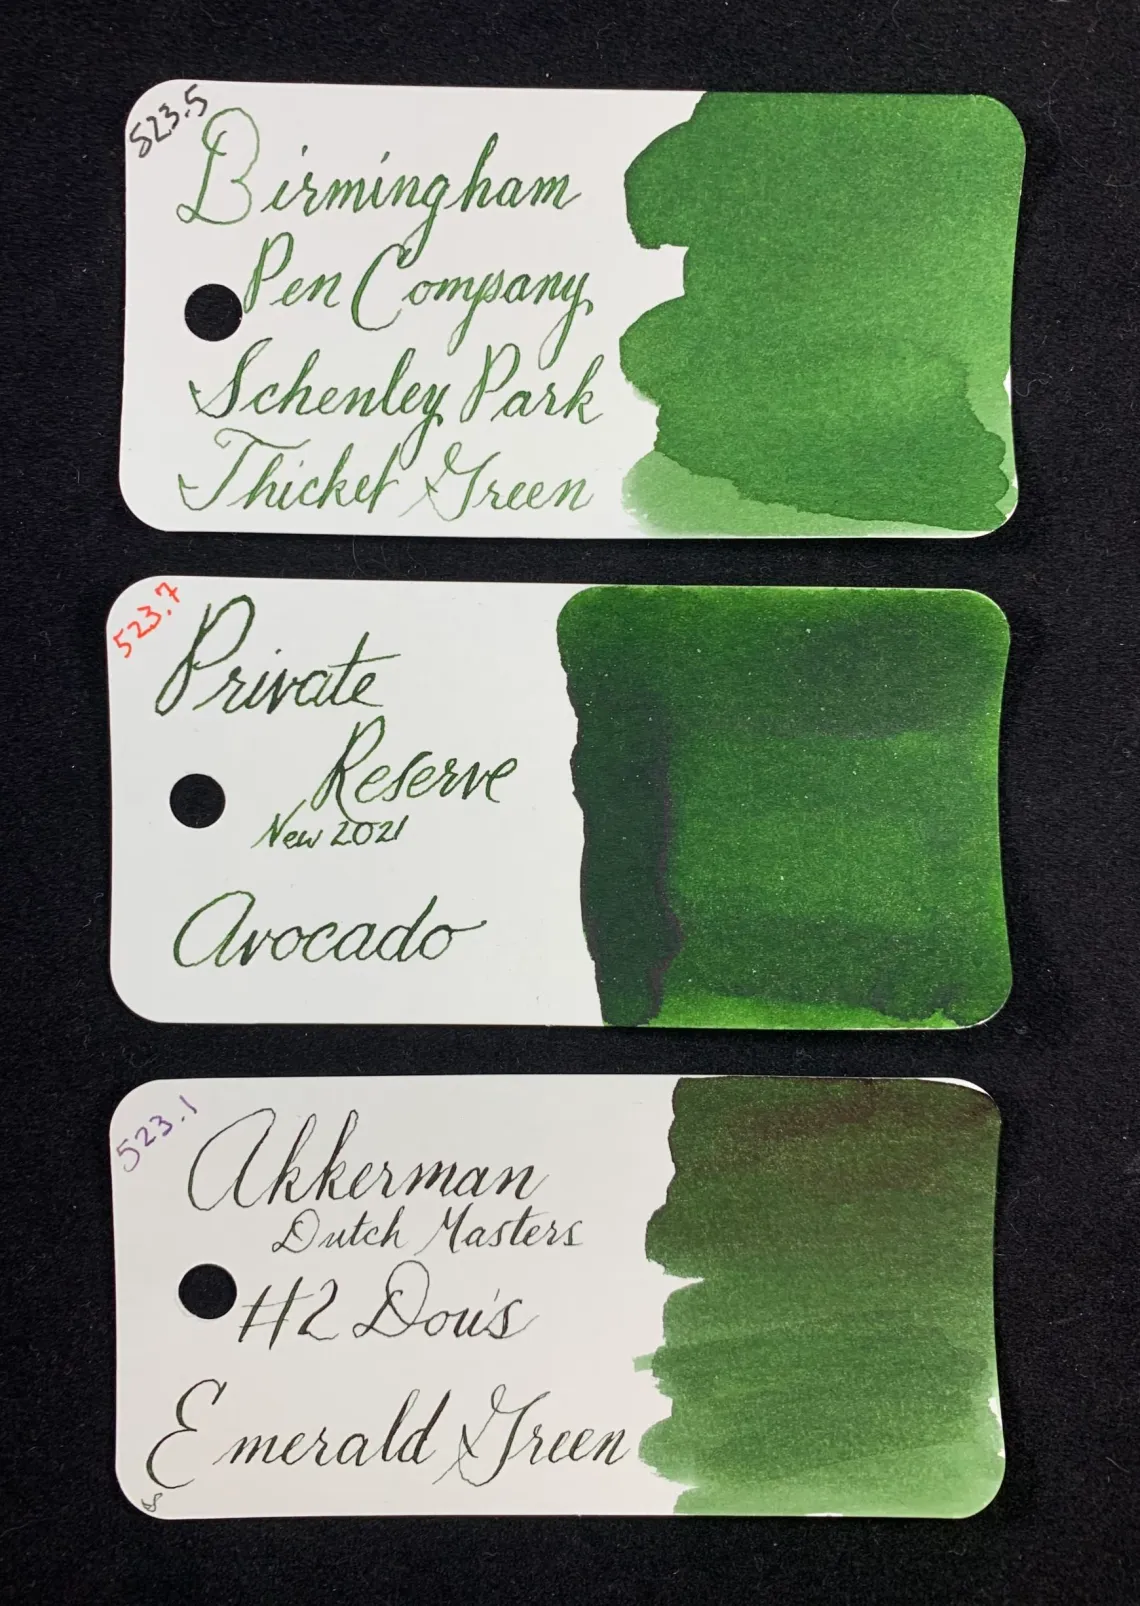 523.5
Birmingham
Pen Company
Schenley Park
Thicket Green
523.7
Private
Reserve
New 2021
Avocado
523.1
Akkerman
Dutch Masters
#2 Dou's
Emerald Green